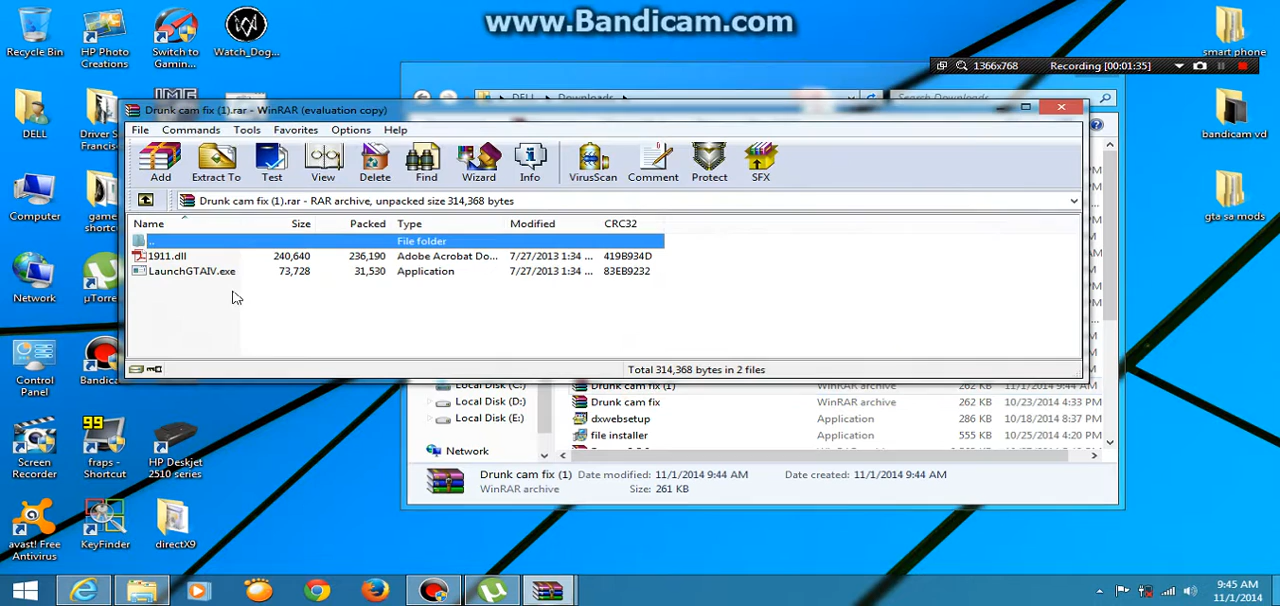 www.Bandicam.com
Recycle Bin
HP Photo
Creations
Switch to
Gamin...
Watch_Dog...
smart phone
1366x768
Recording [00:01:35]
DELL
Downloads
Drunk cam fix (1).rar - WinRAR (evaluation copy)
File Commands Tools Favorites Options Help
Add Extract To Test View Delete Find Wizard Info VirusScan Comment Protect SFX
Drunk cam fix (1).rar - RAR archive, unpacked size 314,368 bytes
Name Size Packed Type Modified CRC32
.. File folder
1911.dll 240,640 236,190 Adobe Acrobat Do... 7/27/2013 1:34 ... 419B934D
LaunchGTAIV.exe 73,728 31,530 Application 7/27/2013 1:34 ... 83EB9232
Total 314,368 bytes in 2 files
DELL
Driver S
Francis
bandicam vd
Computer
game
shortc
gta sa mods
Network
µTorre
Control
Panel
Bandic
Local Disk (C:)
Local Disk (D:)
Local Disk (E:)
Network
Drunk cam fix (1) WinRAR archive 262 KB 11/1/2014 9:44 AM
Drunk cam fix WinRAR archive 262 KB 10/23/2014 4:33 PM
dxwebsetup Application 286 KB 10/18/2014 8:37 PM
file installer Application 555 KB 10/25/2014 4:20 PM
Drunk cam fix (1) Date modified: 11/1/2014 9:44 AM Date created: 11/1/2014 9:44 AM
WinRAR archive Size: 261 KB
99
Screen
Recorder
fraps -
Shortcut
HP Deskjet
2510 series
avast! Free
Antivirus
KeyFinder
directX9
9:45 AM
11/1/2014